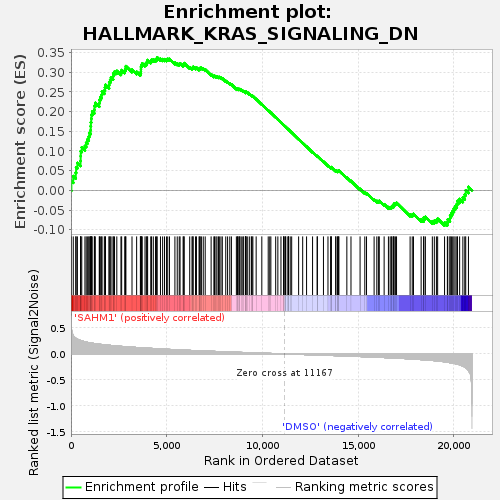 Enrichment plot:
HALLMARK_KRAS_SIGNALING_DN
Enrichment score (ES)
0.35
0.30
0.25
0.20
0.15
0.10
0.05
0.00
-0.05
-0.10
'SAHM1' (positively correlated)
Ranked list metric (Signal2Noise)
0.5
0.0
-0.5
-1.0
-1.5
Zero cross at 11167
'DMSO' (negatively correlated)
0
5,000
10,000
15,000
20,000
Rank in Ordered Dataset
Enrichment profile
Hits
Ranking metric scores